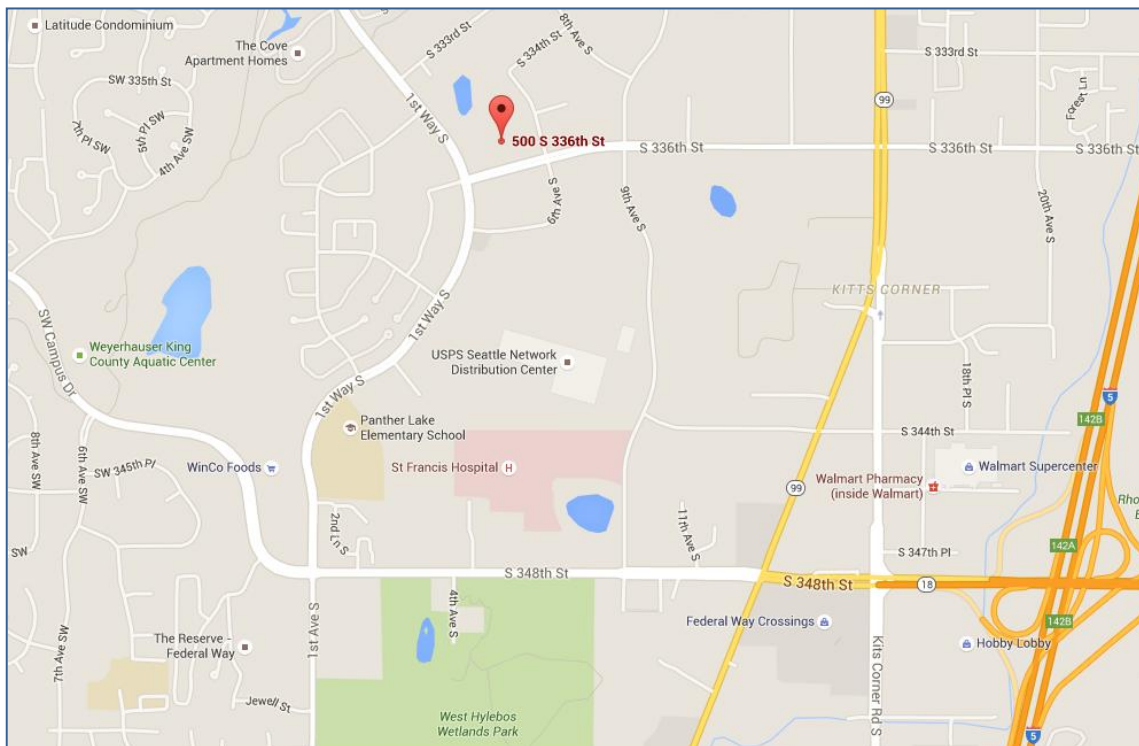 Latitude Condominium
The Cove
Apartment Homes
S 333rd St
S 334th St
8th Ave S
S 333rd St
99
Forest Ln
SW 335th St
7th Pl SW
5th Pl SW
4th Ave SW
1st Way S
500 S 336th St
S 336th St
S 336th St
S 336th St
6th Ave S
9th Ave S
20th Ave S
KITTS CORNER
1st Way S
SW Campus Dr
Weyerhauser King
County Aquatic Center
USPS Seattle Network
Distribution Center
18th Pl S
5
142B
1st Way S
Panther Lake
Elementary School
S 344th St
8th Ave SW
6th Ave SW
SW 345th Pl
WinCo Foods
St Francis Hospital
H
Walmart Supercenter
Walmart Pharmacy
(inside Walmart)
99
2nd Ln S
11th Ave S
SW
S 347th Pl
142A
S 348th St
S 348th St
18
4th Ave S
1st Ave S
142B
Federal Way Crossings
Hobby Lobby
The Reserve -
Federal Way
7th Ave SW
Kits Corner Rd S
Jewell St
West Hylebos
Wetlands Park
5